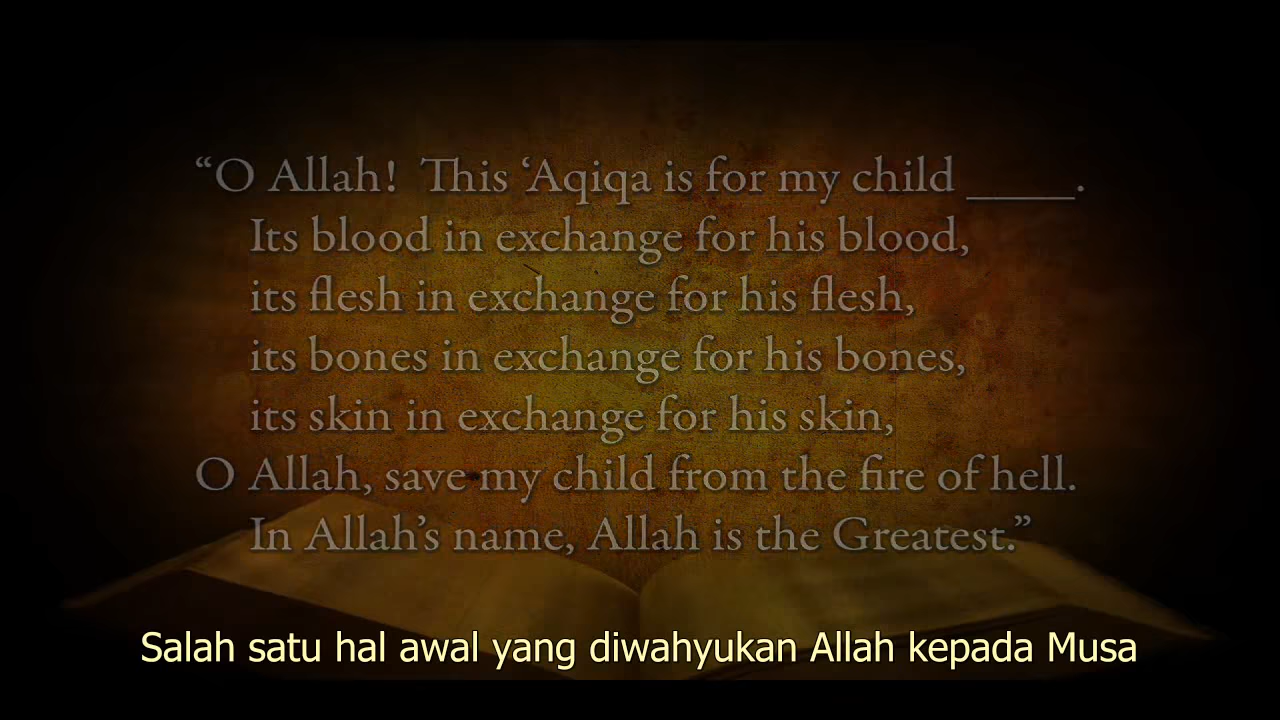 “O Allah!  This ‘Aqiqa is for my child _____.
Its blood in exchange for his blood,
its flesh in exchange for his flesh,
its bones in exchange for his bones,
its skin in exchange for his skin,
O Allah, save my child from the fire of hell.
In Allah’s name, Allah is the Greatest.”
Salah satu hal awal yang diwahyukan Allah kepada Musa